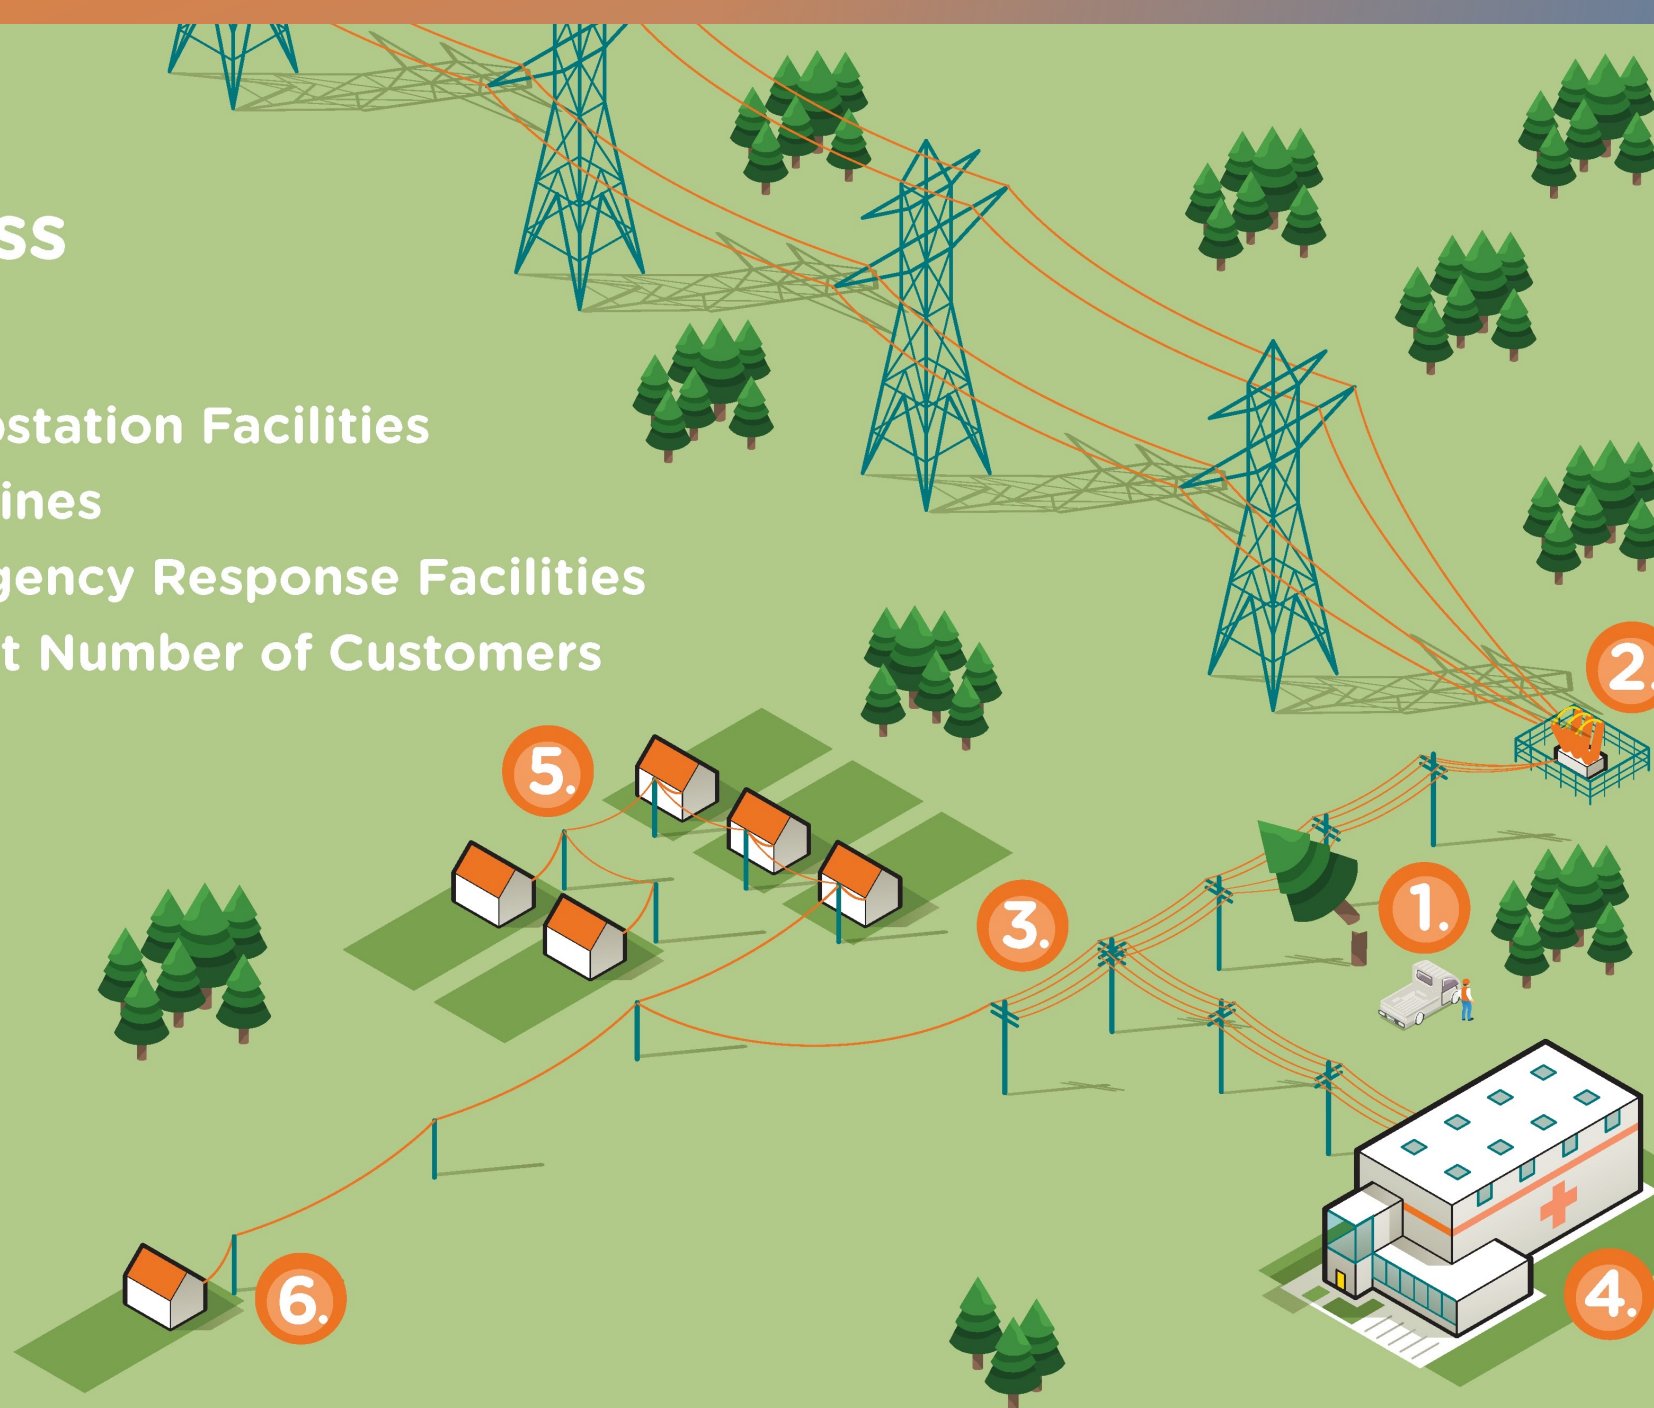 ss
ostation Facilities
ines
gency Response Facilities
t Number of Customers
2.
5.
1.
3.
4.
6.